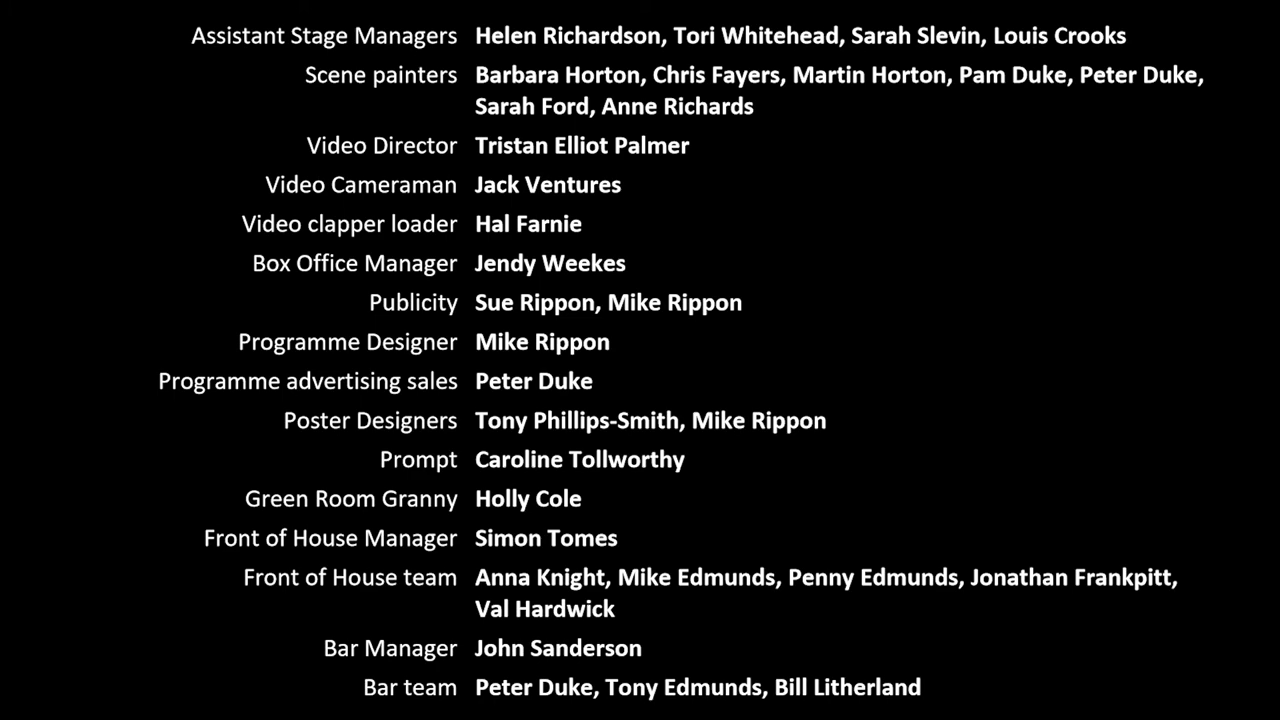 Assistant Stage Managers Helen Richardson, Tori Whitehead, Sarah Slevin, Louis Crooks
Scene painters Barbara Horton, Chris Fayers, Martin Horton, Pam Duke, Peter Duke,
Sarah Ford, Anne Richards
Video Director Tristan Elliot Palmer
Video Cameraman Jack Ventures
Video clapper loader Hal Farnie
Box Office Manager Jendy Weekes
Publicity Sue Rippon, Mike Rippon
Programme Designer Mike Rippon
Programme advertising sales Peter Duke
Poster Designers Tony Phillips-Smith, Mike Rippon
Prompt Caroline Tollworthy
Green Room Granny Holly Cole
Front of House Manager Simon Tomes
Front of House team Anna Knight, Mike Edmunds, Penny Edmunds, Jonathan Frankpitt,
Val Hardwick
Bar Manager John Sanderson
Bar team Peter Duke, Tony Edmunds, Bill Litherland